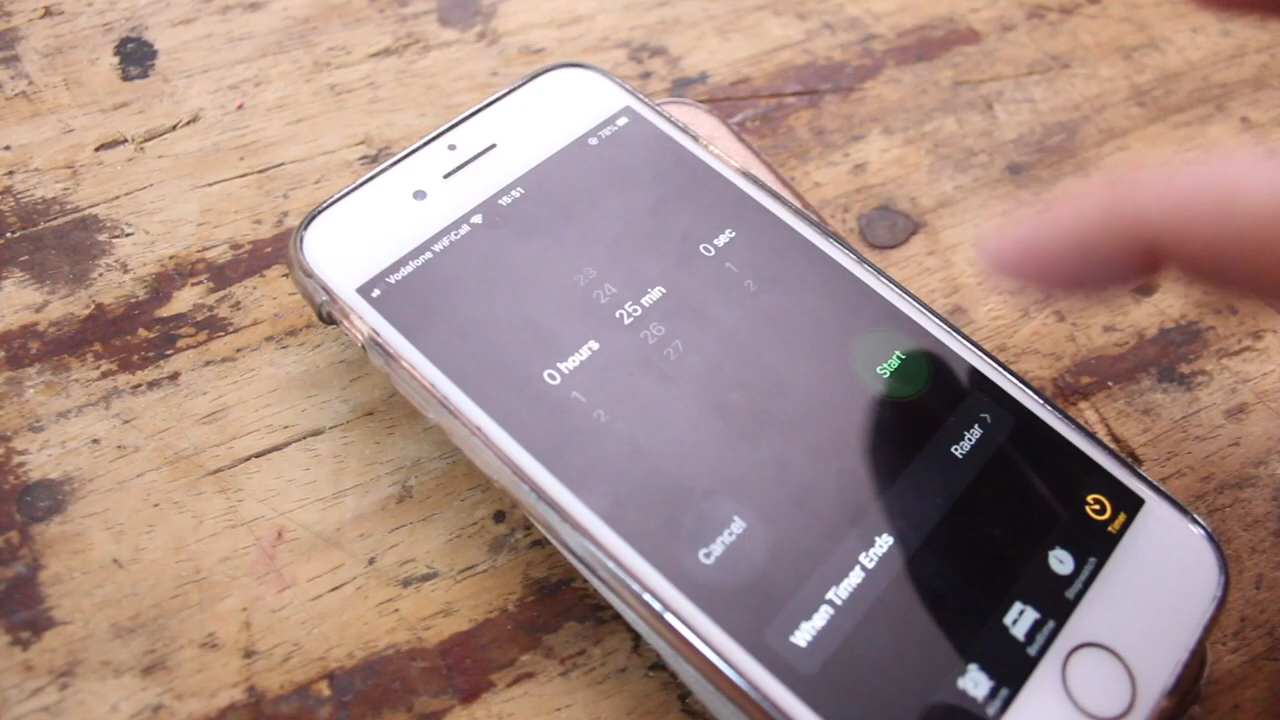 Vodafone WiFiCall 15:51 78%
23
24
0 hours 25 min 0 sec
1 26 1
2 27 2
Cancel Start
When Timer Ends Radar
Bedtime Stopwatch Timer